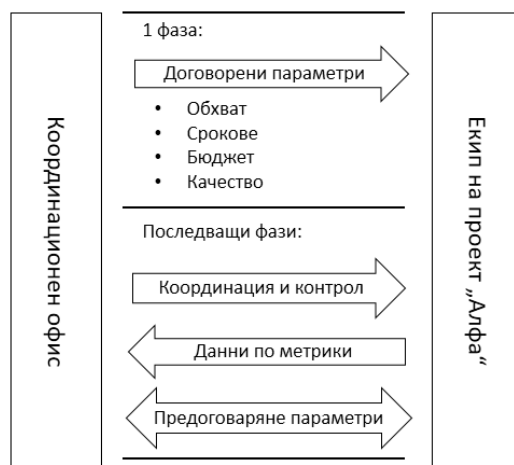 Координационен офис
1 фаза:
Договорени параметри
• Обхват
• Срокове
• Бюджет
• Качество
Последващи фази:
Координация и контрол
Данни по метрики
Предоговаряне параметри
Екип на проект „Алфа“